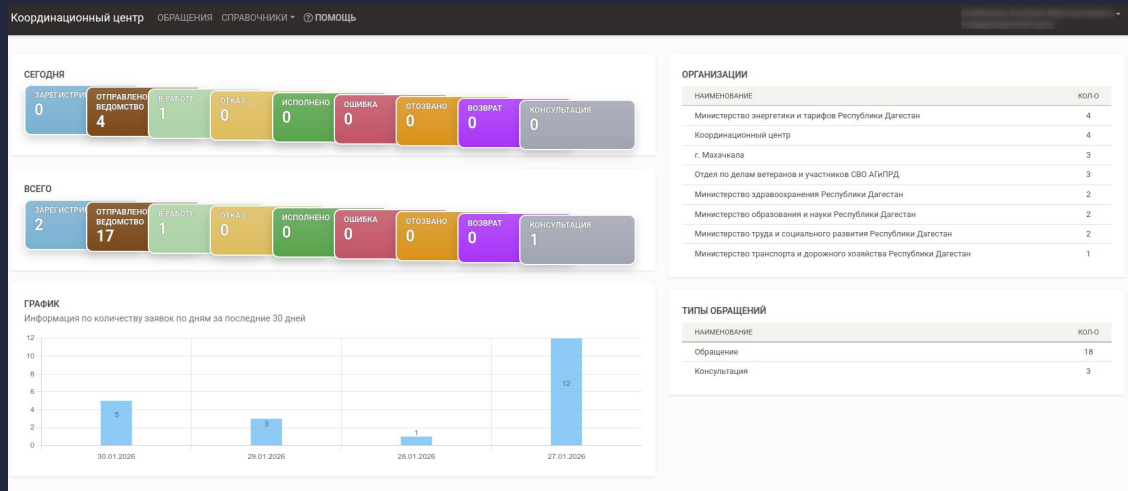 Координационный центр ОБРАЩЕНИЯ СПРАВОЧНИКИ ПОМОЩЬ
СЕГОДНЯ
ЗАРЕГИСТРИ
0
ОТПРАВЛЕНО
ВЕДОМСТВО
4
В РАБОТЕ
1
ОТКАЗ
0
ИСПОЛНЕНО
0
ОШИБКА
0
ОТОЗВАНО
0
ВОЗВРАТ
0
КОНСУЛЬТАЦИЯ
0
ВСЕГО
ЗАРЕГИСТРИ
2
ОТПРАВЛЕНО
ВЕДОМСТВО
17
В РАБОТЕ
1
ОТКАЗ
0
ИСПОЛНЕНО
0
ОШИБКА
0
ОТОЗВАНО
0
ВОЗВРАТ
0
КОНСУЛЬТАЦИЯ
1
ГРАФИК
Информация по количеству заявок по дням за последние 30 дней
12
10
8
6
4
2
0
5
3
1
12
30.01.2026 29.01.2026 28.01.2026 27.01.2026
ОРГАНИЗАЦИИ
НАИМЕНОВАНИЕ КОЛ-О
Министерство энергетики и тарифов Республики Дагестан 4
Координационный центр 4
г. Махачкала 3
Отдел по делам ветеранов и участников СВО АГиПРД 3
Министерство здравоохранения Республики Дагестан 2
Министерство образования и науки Республики Дагестан 2
Министерство труда и социального развития Республики Дагестан 2
Министерство транспорта и дорожного хозяйства Республики Дагестан 1
ТИПЫ ОБРАЩЕНИЙ
НАИМЕНОВАНИЕ КОЛ-О
Обращение 18
Консультация 3